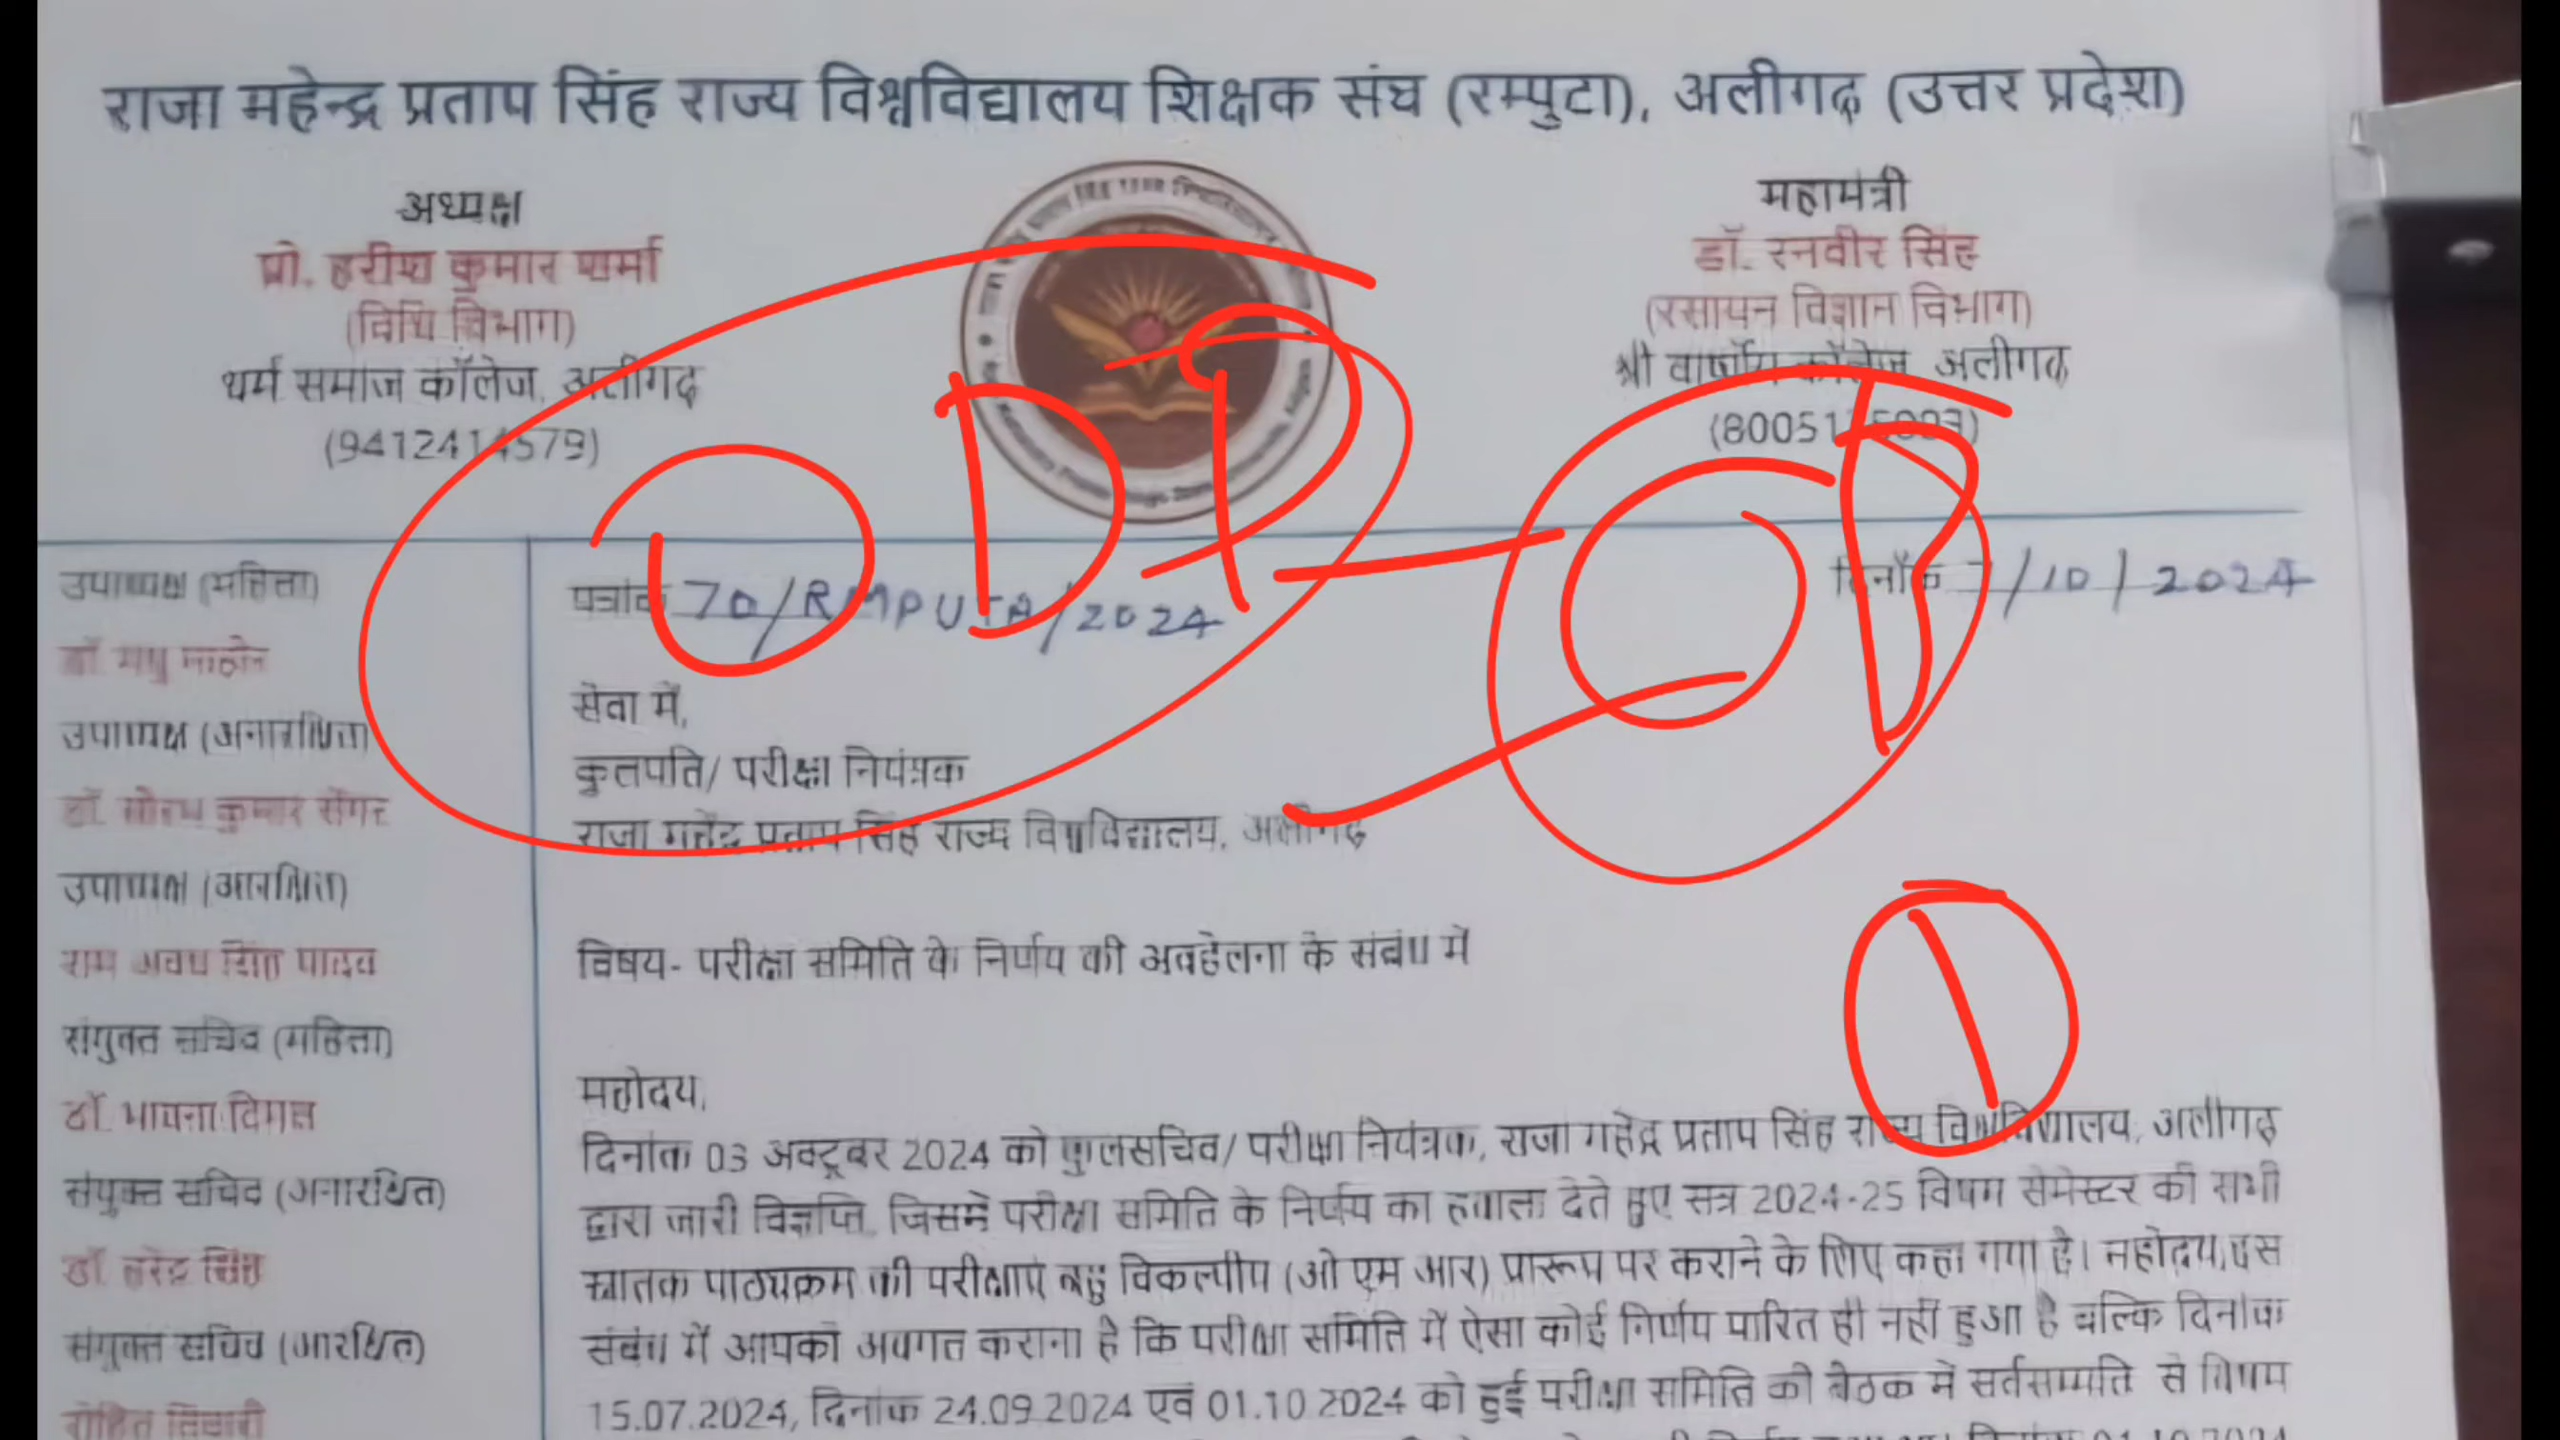 राजा महेन्द्र प्रताप सिंह राज्य विश्वविद्यालय शिक्षक संघ (रम्पुटा), अलीगढ़ (उत्तर प्रदेश)
अध्यक्ष
प्रो. हरीश कुमार शर्मा
(विधि विभाग)
धर्म समाज कॉलेज, अलीगढ़
(9412414579)
महामंत्री
डॉ. रनवीर सिंह
(रसायन विज्ञान विभाग)
श्री वार्ष्णेय कॉलेज, अलीगढ़
उपाध्यक्ष (महिला)
उपाध्यक्ष (अनारक्षित)
उपाध्यक्ष (आरक्षित)
राम अवध सिंह यादव
संयुक्त सचिव (महिला)
डॉ. भावना
संयुक्त सचिव (अनारक्षित)
डॉ. सिंह
संयुक्त सचिव (आरक्षित)
पत्रांक 70/RMPUTA/2024
दिनाँक /10/2024
सेवा में,
कुलपति/ परीक्षा नियंत्रक
राजा महेंद्र प्रताप सिंह राज्य विश्वविद्यालय, अलीगढ़
विषय- परीक्षा समिति के निर्णय की अवहेलना के संबंध में
महोदय,
दिनांक 03 अक्टूबर 2024 को कुलसचिव/ परीक्षा नियंत्रक, राजा महेंद्र प्रताप सिंह राज्य विश्वविद्यालय, अलीगढ़
द्वारा जारी विज्ञप्ति, जिसमें परीक्षा समिति के निर्णय का हवाला देते हुए सत्र 2024-25 विषम सेमेस्टर की सभी
स्नातक पाठ्यक्रम की परीक्षाएं बहु विकल्पीय (ओ एम आर) प्रारूप पर कराने के लिए कहा गया है। महोदय, इस
संबंध में आपको अवगत कराना है कि परीक्षा समिति में ऐसा कोई निर्णय पारित ही नहीं हुआ है बल्कि दिनांक
15.07.2024, दिनांक 24.09.2024 एवं 01.10.2024 को हुई परीक्षा समिति की बैठक में सर्वसम्मति से विषम